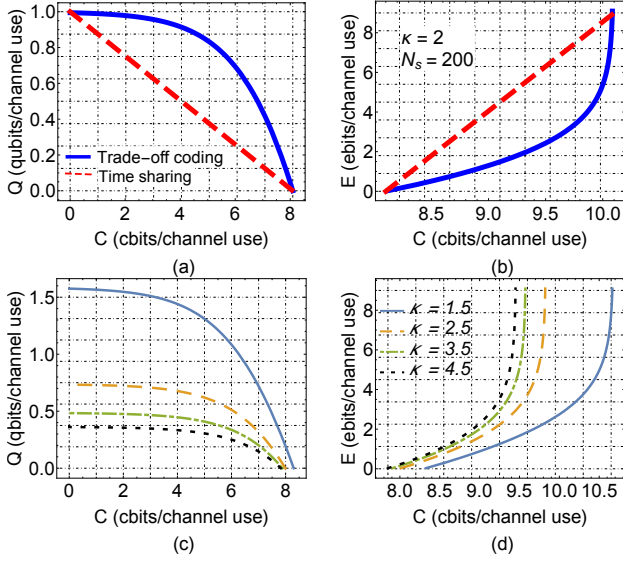 Q (qubits/channel use)
1.0
0.8
0.6
0.4
0.2
0.0
Trade-off coding
Time sharing
0 2 4 6 8
C (cbits/channel use)
(a)
E (ebits/channel use)
8
6
4
2
0
κ = 2
Ns = 200
8.5 9.0 9.5 10.0
C (cbits/channel use)
(b)
Q (qbits/channel use)
1.5
1.0
0.5
0.0
0 2 4 6 8
C (cbits/channel use)
(c)
E (ebits/channel use)
8
6
4
2
0
κ = 1.5
κ = 2.5
κ = 3.5
κ = 4.5
8.0 8.5 9.0 9.5 10.0 10.5
C (cbits/channel use)
(d)